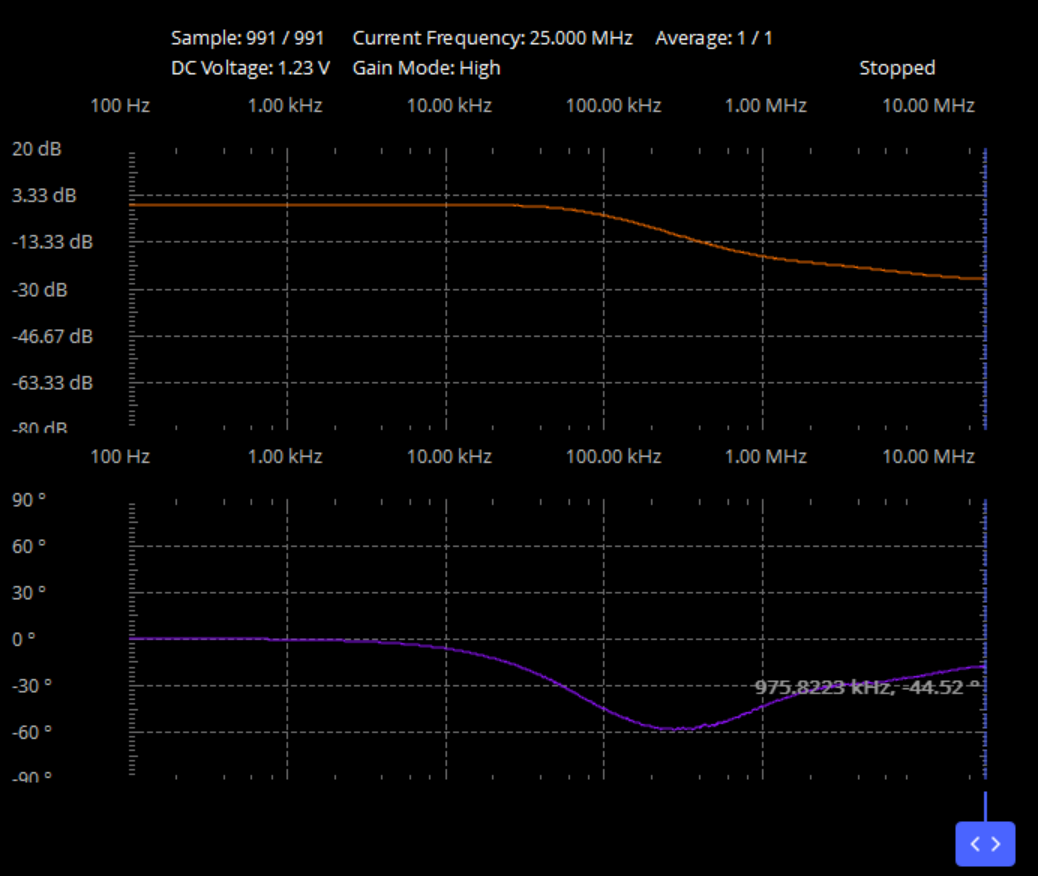 Sample: 991 / 991 Current Frequency: 25.000 MHz Average: 1 / 1
DC Voltage: 1.23 V Gain Mode: High Stopped
100 Hz 1.00 kHz 10.00 kHz 100.00 kHz 1.00 MHz 10.00 MHz
20 dB
3.33 dB
-13.33 dB
-30 dB
-46.67 dB
-63.33 dB
-80 dB
100 Hz 1.00 kHz 10.00 kHz 100.00 kHz 1.00 MHz 10.00 MHz
90 °
60 °
30 °
0 °
-30 ° 975.8223 kHz, -44.52 °
-60 °
-90 °